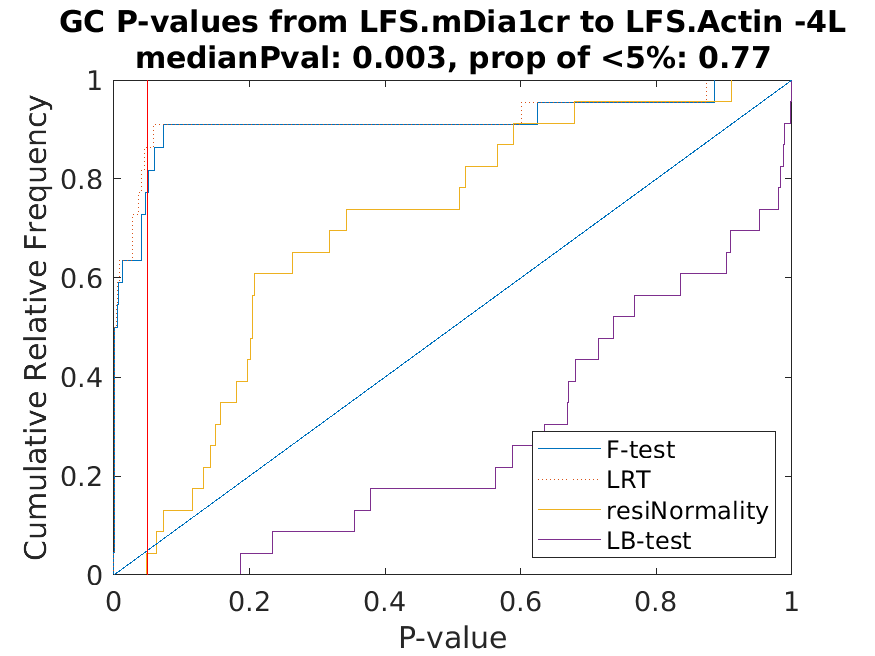 GC P-values from LFS.mDia1cr to LFS.Actin -4L
medianPval: 0.003, prop of <5%: 0.77
Cumulative Relative Frequency
1
0.8
0.6
0.4
0.2
0
F-test
LRT
resiNormality
LB-test
0 0.2 0.4 0.6 0.8 1
P-value